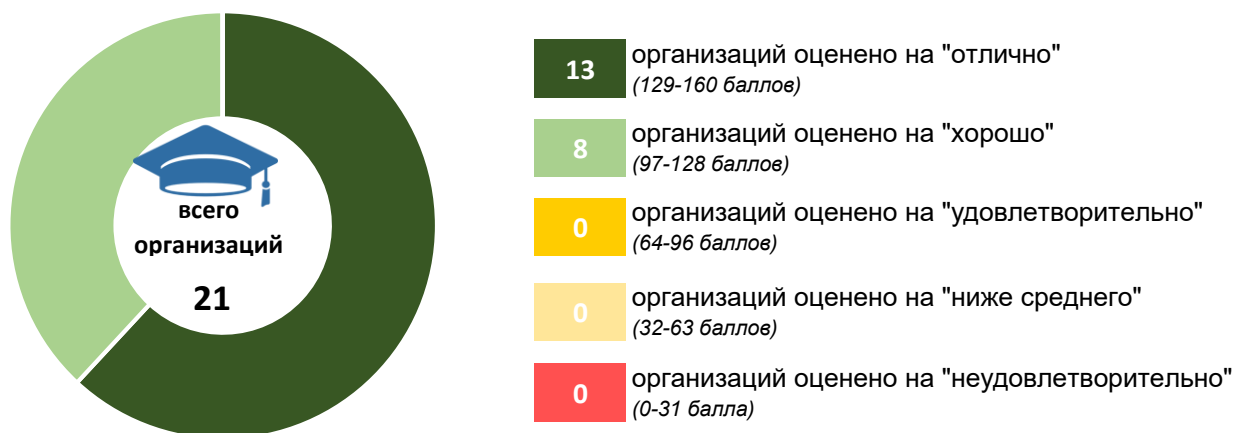 всего
организаций
21
13
организаций оценено на "отлично"
(129-160 баллов)
8
организаций оценено на "хорошо"
(97-128 баллов)
0
организаций оценено на "удовлетворительно"
(64-96 баллов)
0
организаций оценено на "ниже среднего"
(32-63 баллов)
0
организаций оценено на "неудовлетворительно"
(0-31 балла)